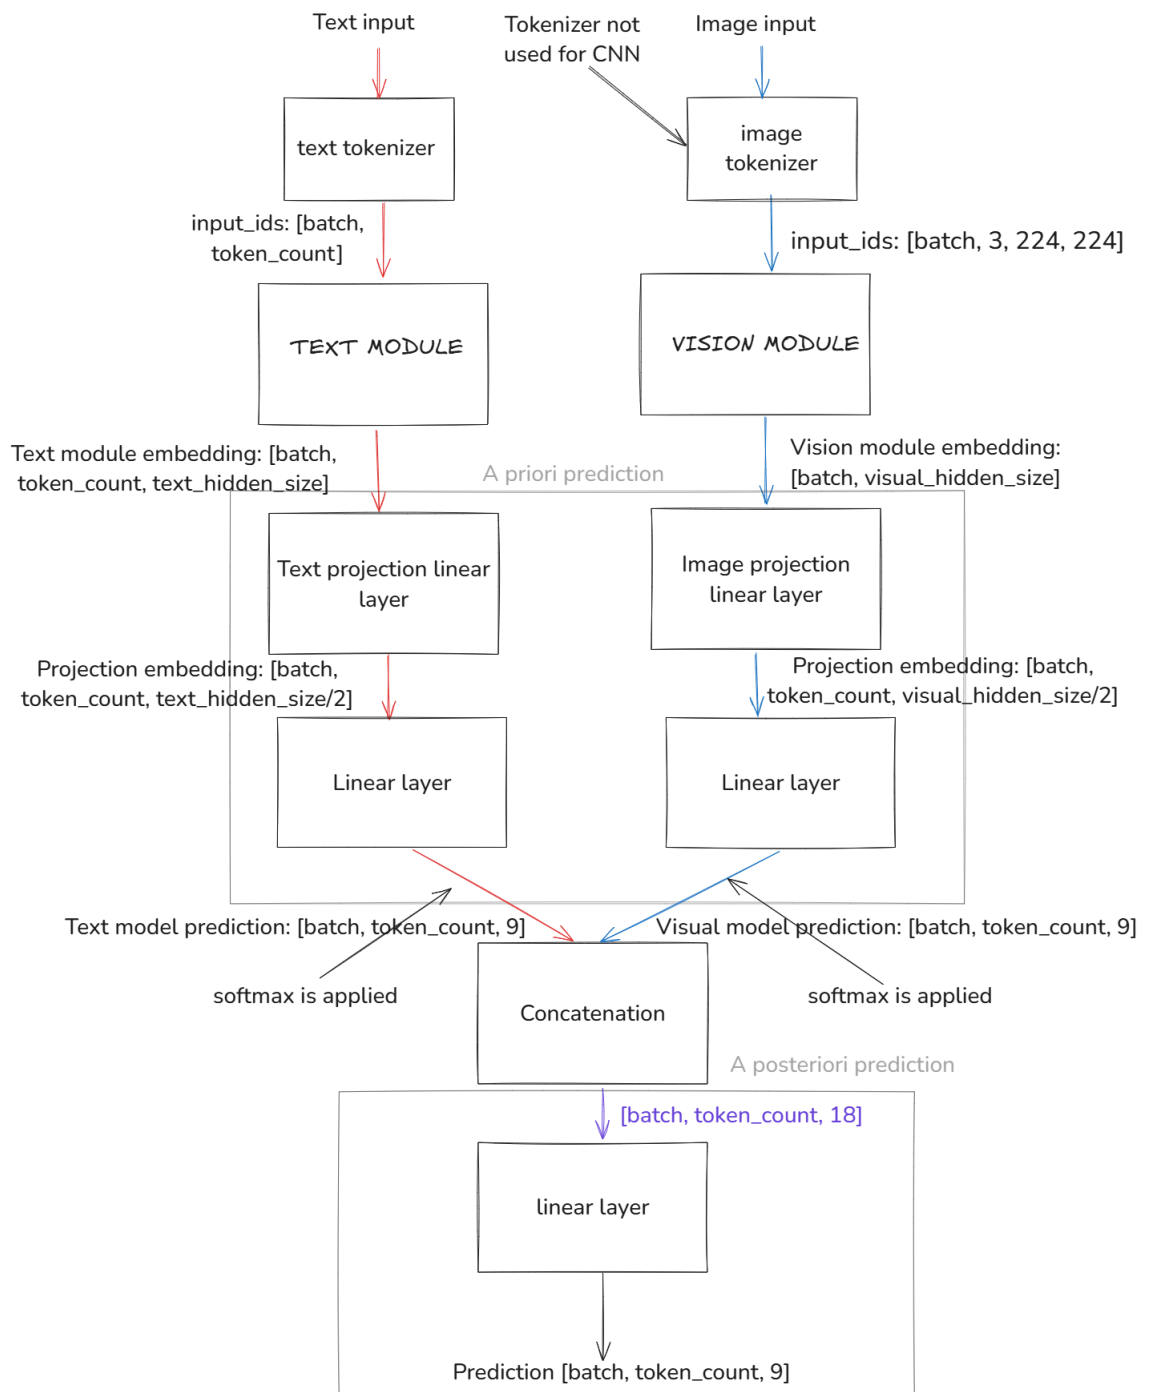 Text input
Tokenizer not
used for CNN
Image input
text tokenizer
image
tokenizer
input_ids: [batch,
token_count]
input_ids: [batch, 3, 224, 224]
TEXT MODULE
VISION MODULE
Text module embedding: [batch,
token_count, text_hidden_size]
A priori prediction
Vision module embedding:
[batch, visual_hidden_size]
Text projection linear
layer
Image projection
linear layer
Projection embedding: [batch,
token_count, text_hidden_size/2]
Projection embedding: [batch,
token_count, visual_hidden_size/2]
Linear layer
Linear layer
Text model prediction: [batch, token_count, 9]
Visual model prediction: [batch, token_count, 9]
softmax is applied
softmax is applied
Concatenation
A posteriori prediction
[batch, token_count, 18]
linear layer
Prediction [batch, token_count, 9]